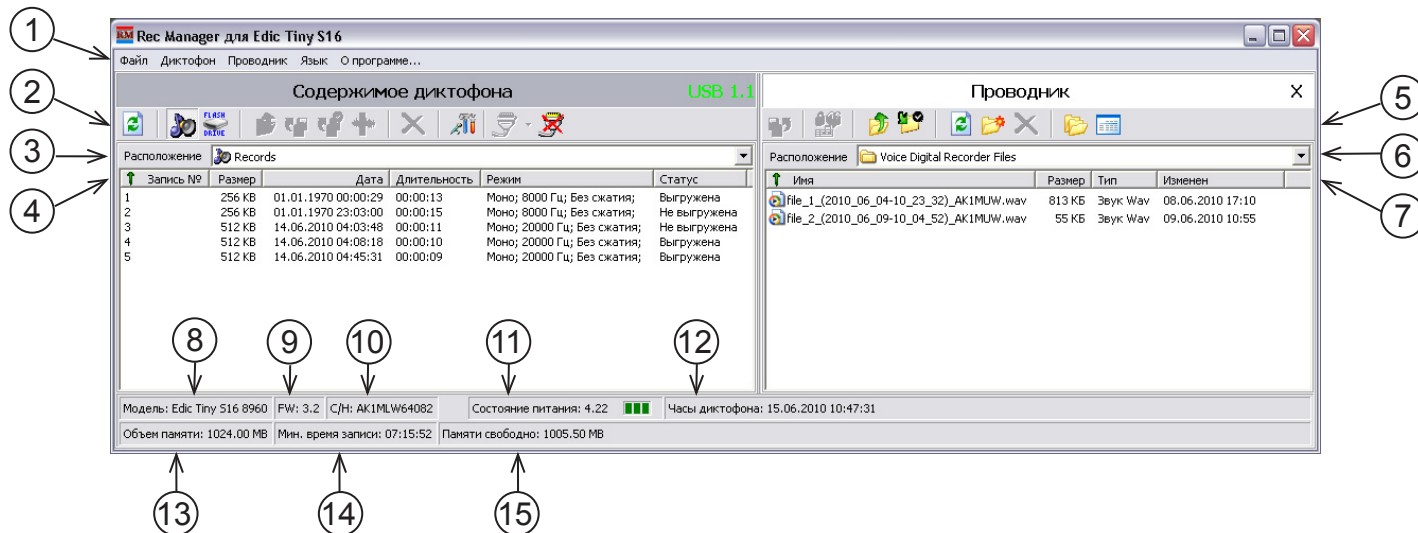 Rec Manager для Edic Tiny S16
1
Файл Диктофон Проводник Язык О программе...
Содержимое диктофона USB 1.1
Проводник X
2
FLASH DRIVE
5
3
Расположение Records
Расположение Voice Digital Recorder Files
6
4
Запись № Размер Дата Длительность Режим Статус
Имя Размер Тип Изменен
7
1 256 KB 01.01.1970 00:00:29 00:00:13 Моно; 8000 Гц; Без сжатия; Выгружена
2 256 KB 01.01.1970 23:03:00 00:00:15 Моно; 8000 Гц; Без сжатия; Не выгружена
3 512 KB 14.06.2010 04:03:48 00:00:11 Моно; 20000 Гц; Без сжатия; Не выгружена
4 512 KB 14.06.2010 04:08:18 00:00:10 Моно; 20000 Гц; Без сжатия; Выгружена
5 512 KB 14.06.2010 04:45:31 00:00:09 Моно; 20000 Гц; Без сжатия; Выгружена
file_1_(2010_06_04-10_23_32)_AK1MUW.wav 813 КБ Звук Wav 08.06.2010 17:10
file_2_(2010_06_09-10_04_52)_AK1MUW.wav 55 КБ Звук Wav 09.06.2010 10:55
8 9 10 11 12
Модель: Edic Tiny S16 8960 FW: 3.2 С/Н: AK1MLW64082 Состояние питания: 4.22 Часы диктофона: 15.06.2010 10:47:31
Объем памяти: 1024.00 MB Мин. время записи: 07:15:52 Памяти свободно: 1005.50 MB
13 14 15